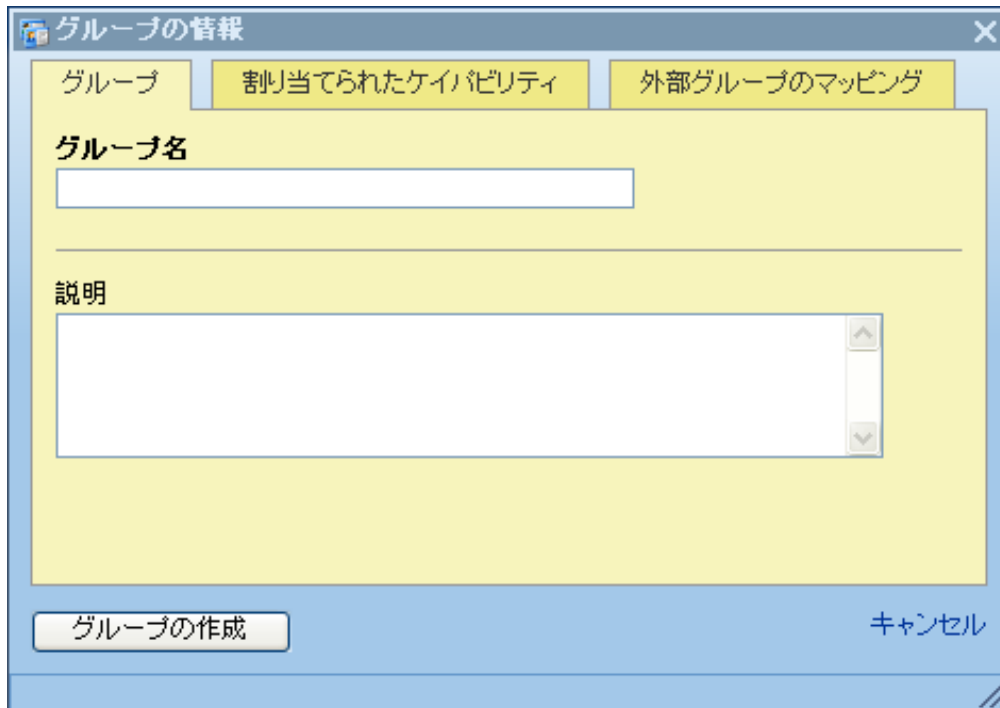 グループの情報
グループ
割り当てられたケイパビリティ
外部グループのマッピング
グループ名
説明
グループの作成
キャンセル